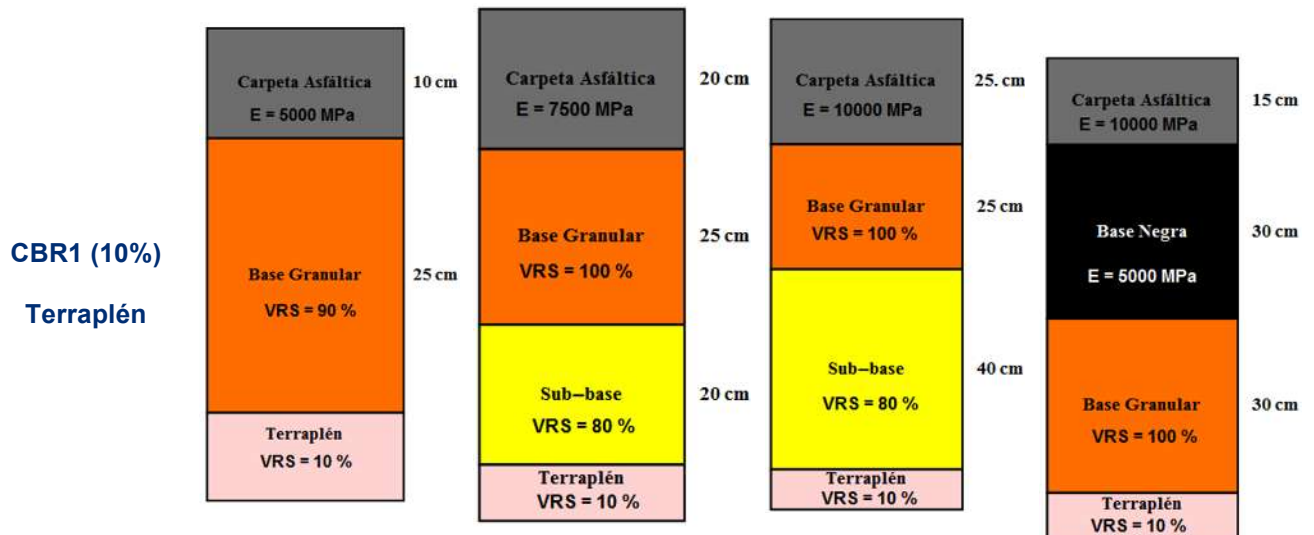 CBR1 (10%)
Terraplén
Carpeta Asfáltica
E = 5000 MPa
10 cm
Base Granular
VRS = 90 %
25 cm
Terraplén
VRS = 10 %
Carpeta Asfáltica
E = 7500 MPa
20 cm
Base Granular
VRS = 100 %
25 cm
Sub–base
VRS = 80 %
20 cm
Terraplén
VRS = 10 %
Carpeta Asfáltica
E = 10000 MPa
25. cm
Base Granular
VRS = 100 %
25 cm
Sub–base
VRS = 80 %
40 cm
Terraplén
VRS = 10 %
Carpeta Asfáltica
E = 10000 MPa
15 cm
Base Negra
E = 5000 MPa
30 cm
Base Granular
VRS = 100 %
30 cm
Terraplén
VRS = 10 %